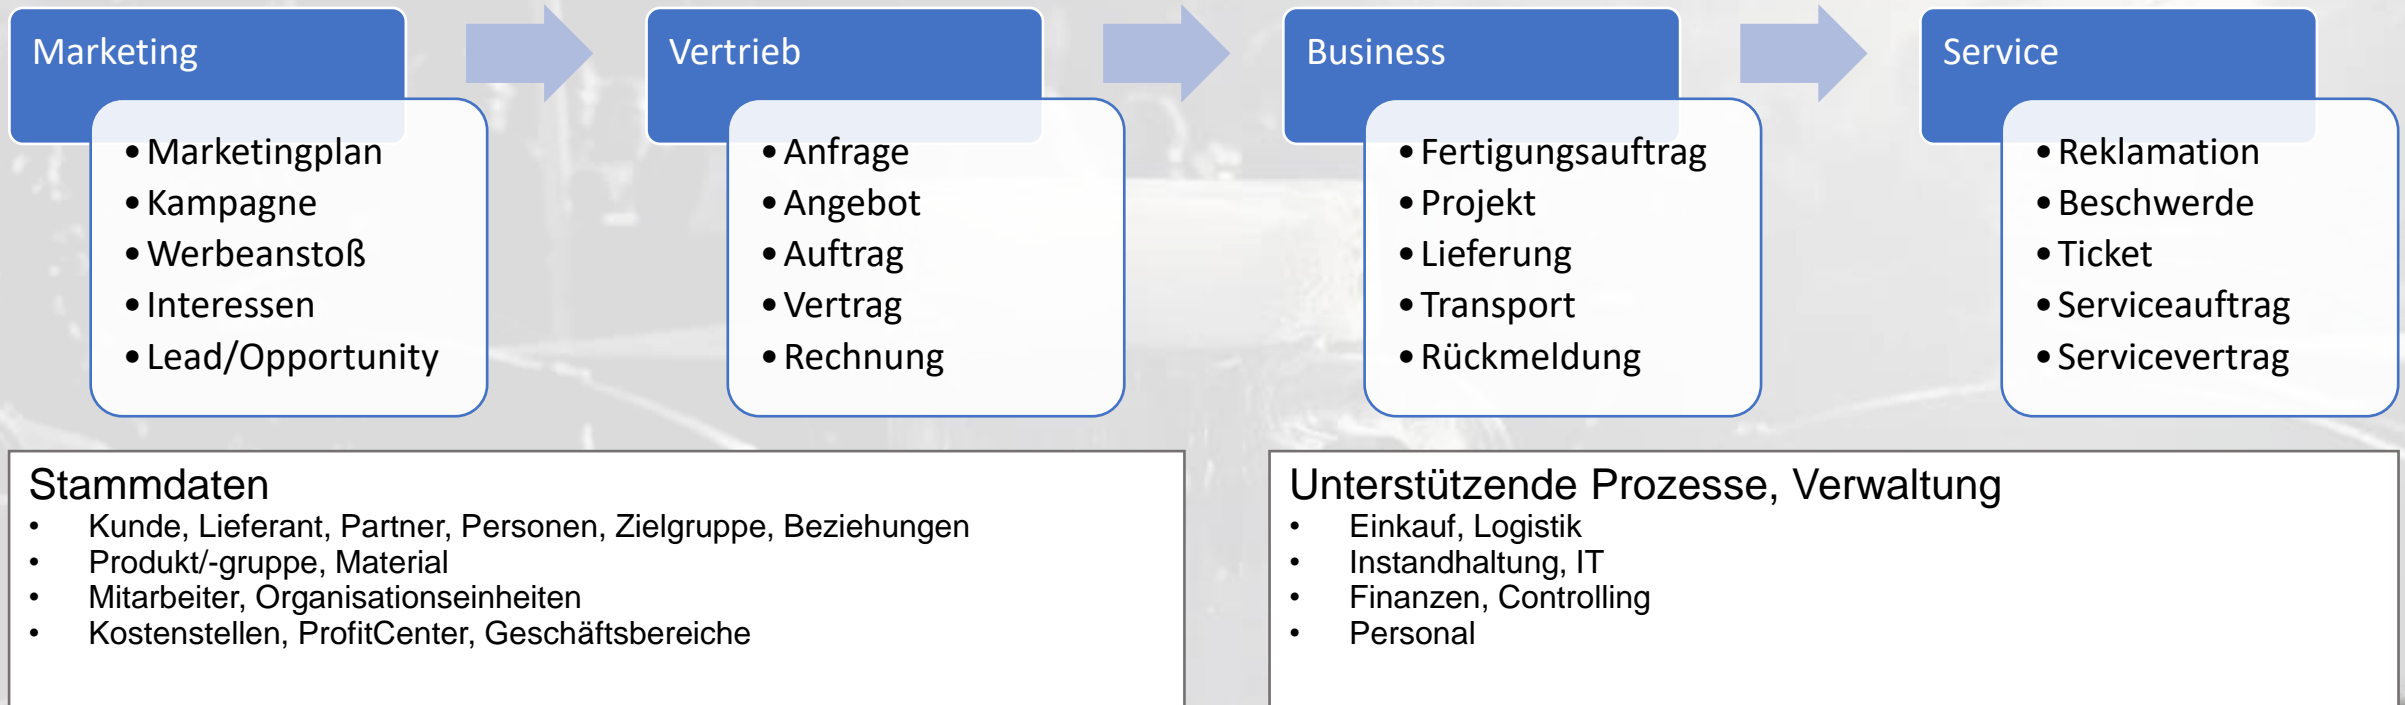 Marketing
• Marketingplan
• Kampagne
• Werbeanstoß
• Interessen
• Lead/Opportunity
Vertrieb
• Anfrage
• Angebot
• Auftrag
• Vertrag
• Rechnung
Business
• Fertigungsauftrag
• Projekt
• Lieferung
• Transport
• Rückmeldung
Service
• Reklamation
• Beschwerde
• Ticket
• Serviceauftrag
• Servicevertrag
Stammdaten
• Kunde, Lieferant, Partner, Personen, Zielgruppe, Beziehungen
• Produkt/-gruppe, Material
• Mitarbeiter, Organisationseinheiten
• Kostenstellen, ProfitCenter, Geschäftsbereiche
Unterstützende Prozesse, Verwaltung
• Einkauf, Logistik
• Instandhaltung, IT
• Finanzen, Controlling
• Personal